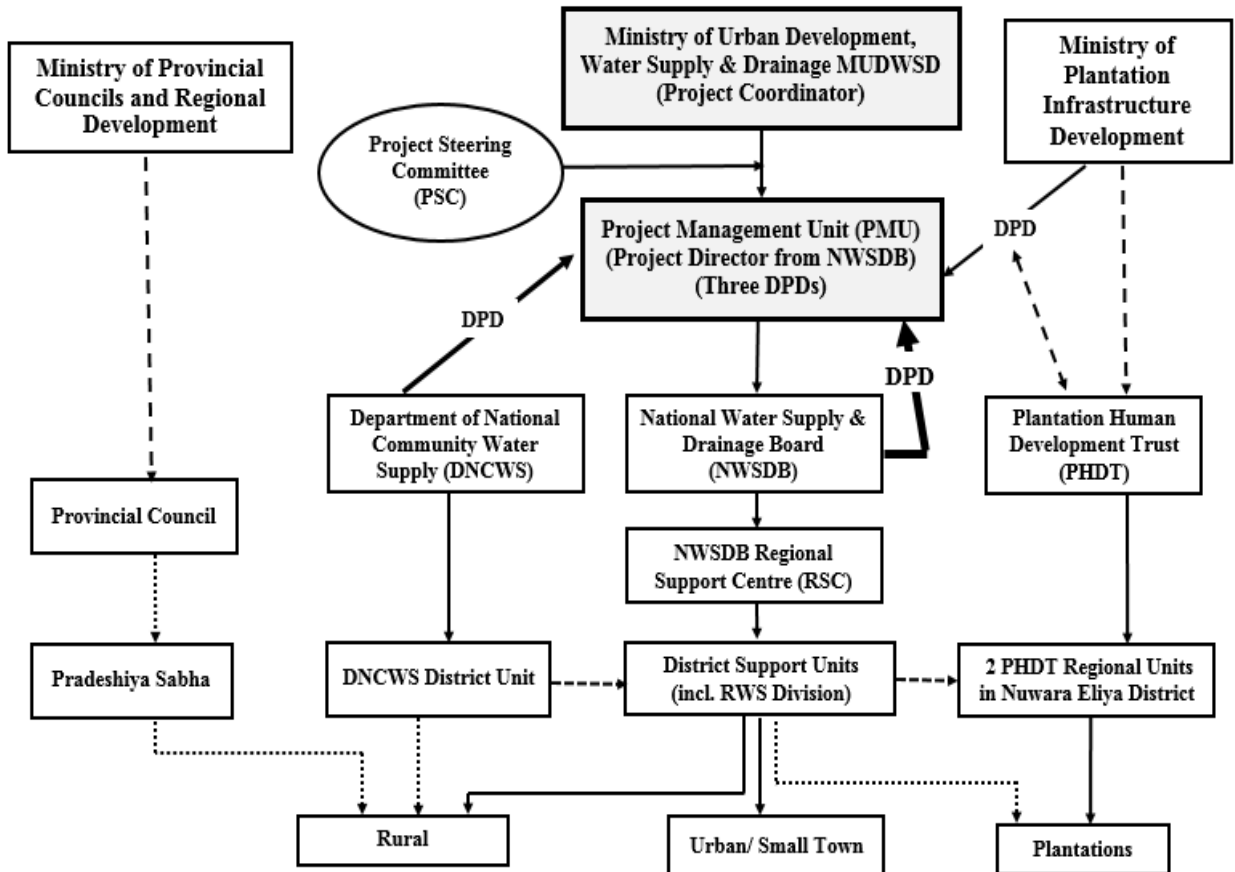 Ministry of Provincial
Councils and Regional
Development
Ministry of Urban Development,
Water Supply & Drainage MUDWSD
(Project Coordinator)
Ministry of
Plantation
Infrastructure
Development
Project Steering
Committee
(PSC)
Project Management Unit (PMU)
(Project Director from NWSDB)
(Three DPDs)
DPD
DPD
DPD
Department of National
Community Water
Supply (DNCWS)
National Water Supply &
Drainage Board
(NWSDB)
Plantation Human
Development Trust
(PHDT)
Provincial Council
NWSDB Regional
Support Centre (RSC)
Pradeshiya Sabha
DNCWS District Unit
District Support Units
(incl. RWS Division)
2 PHDT Regional Units
in Nuwara Eliya District
Rural
Urban/ Small Town
Plantations